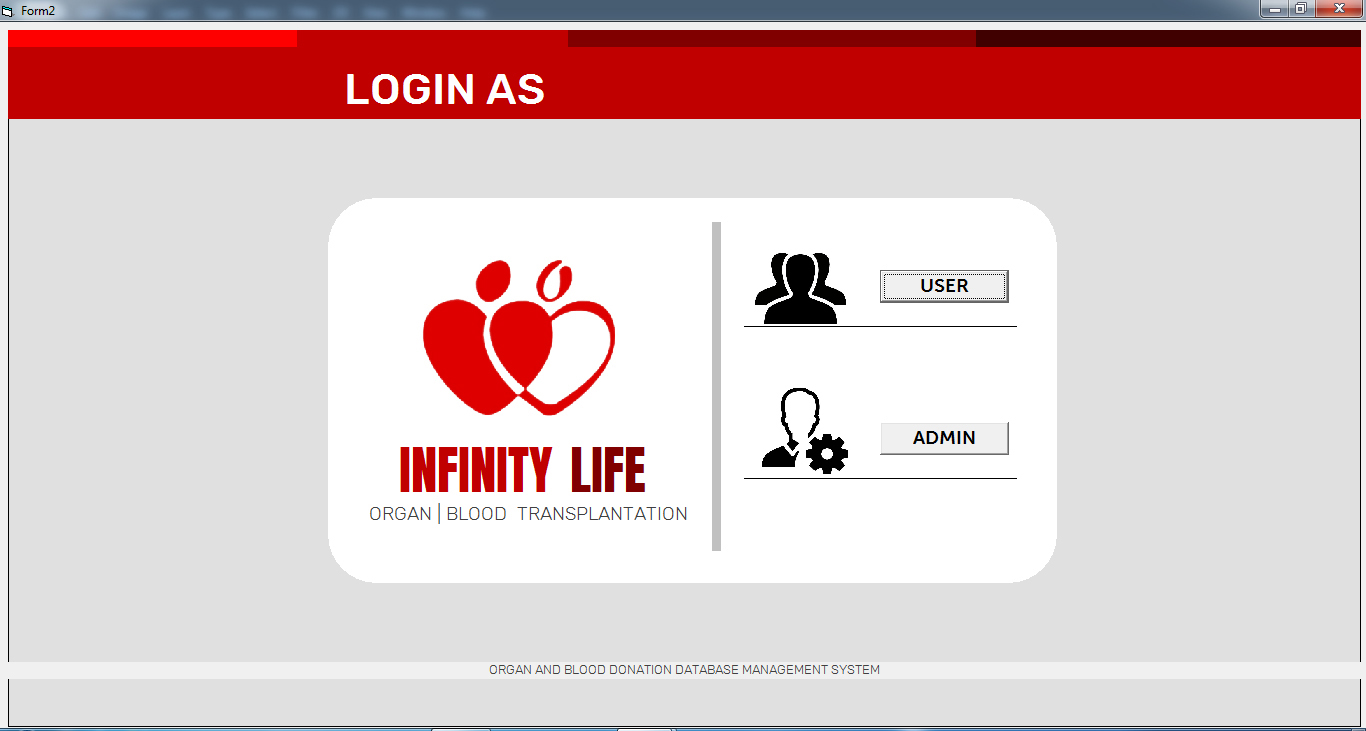 Form2
LOGIN AS
USER
ADMIN
INFINITY LIFE
ORGAN | BLOOD TRANSPLANTATION
ORGAN AND BLOOD DONATION DATABASE MANAGEMENT SYSTEM